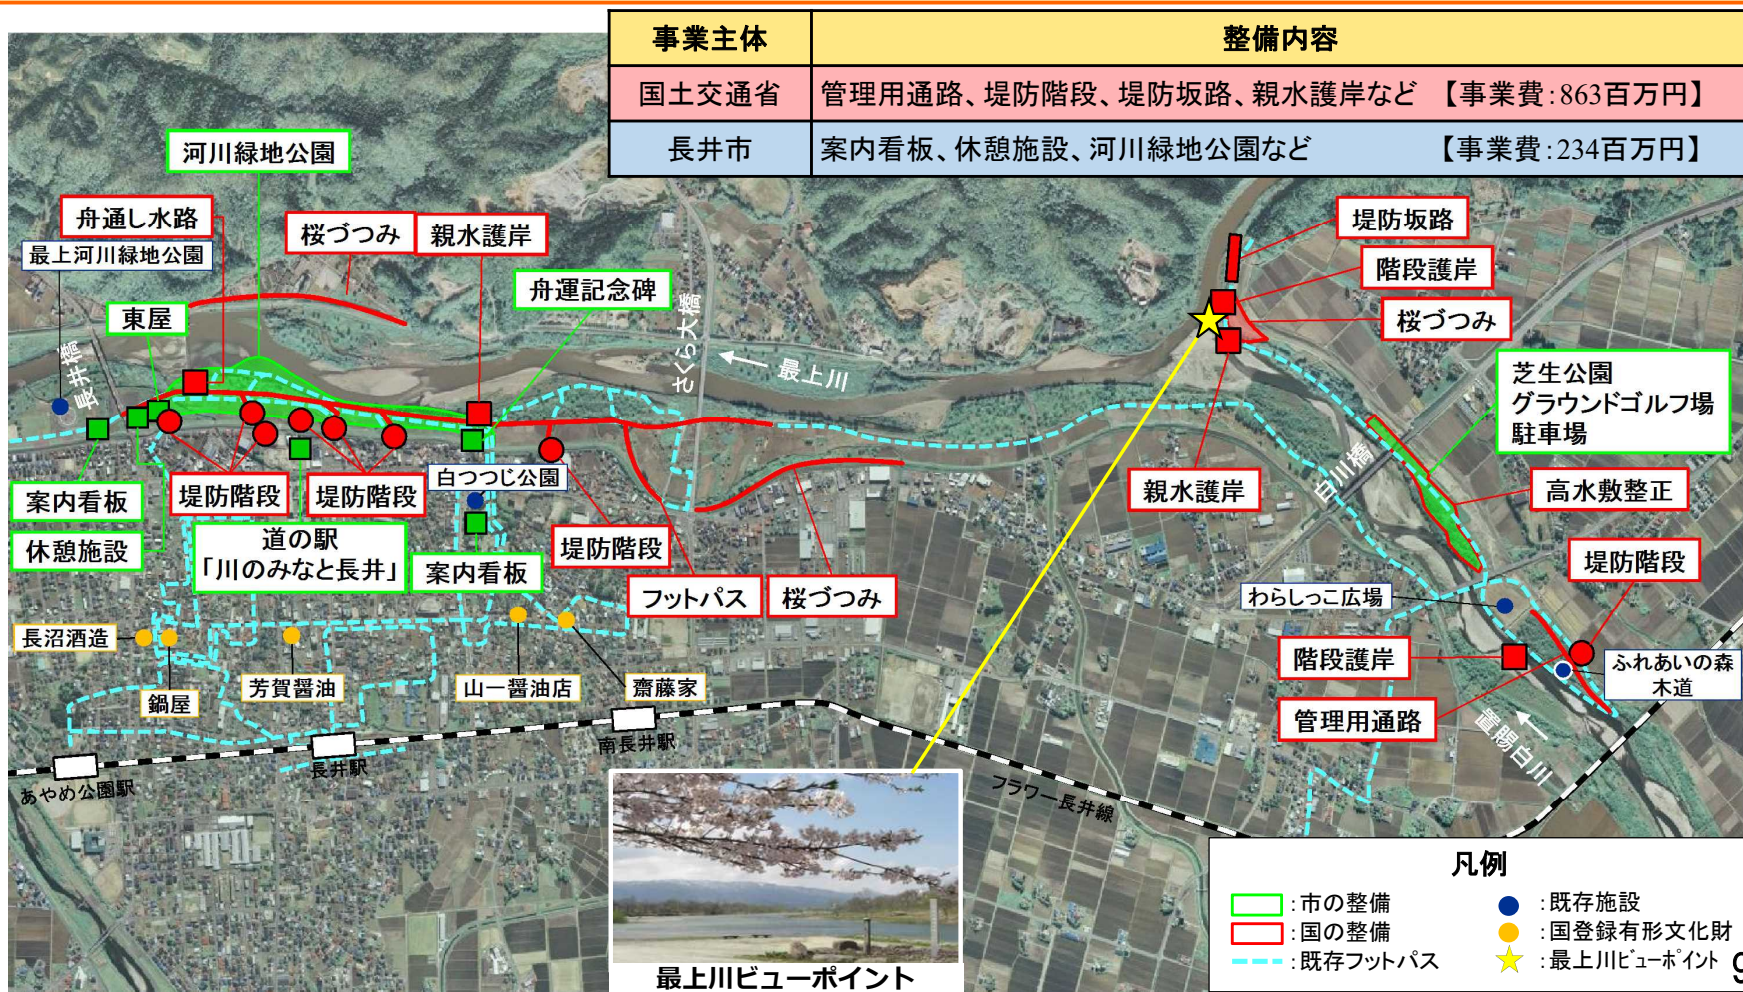 事業主体 整備内容
国土交通省 管理用通路、堤防階段、堤防坂路、親水護岸など 【事業費：863百万円】
長井市 案内看板、休憩施設、河川緑地公園など 【事業費：234百万円】
河川緑地公園
舟通し水路
最上河川緑地公園
桜づつみ
親水護岸
舟運記念碑
東屋
長井橋
さくら大橋
最上川
堤防坂路
階段護岸
桜づつみ
芝生公園
グラウンドゴルフ場
駐車場
白川橋
親水護岸
高水敷整正
案内看板
休憩施設
堤防階段
堤防階段
白つつじ公園
道の駅
「川のみなと長井」
案内看板
堤防階段
フットパス
桜づつみ
堤防階段
わらしっこ広場
階段護岸
ふれあいの森
木道
管理用通路
置賜白川
長沼酒造
鍋屋
芳賀醤油
山一醤油店
齋藤家
あやめ公園駅
長井駅
南長井駅
フラワー長井線
最上川ビューポイント
凡例
：市の整備
：国の整備
：既存フットパス
：既存施設
：国登録有形文化財
：最上川ﾋﾞｭｰﾎﾟｲﾝﾄ
9